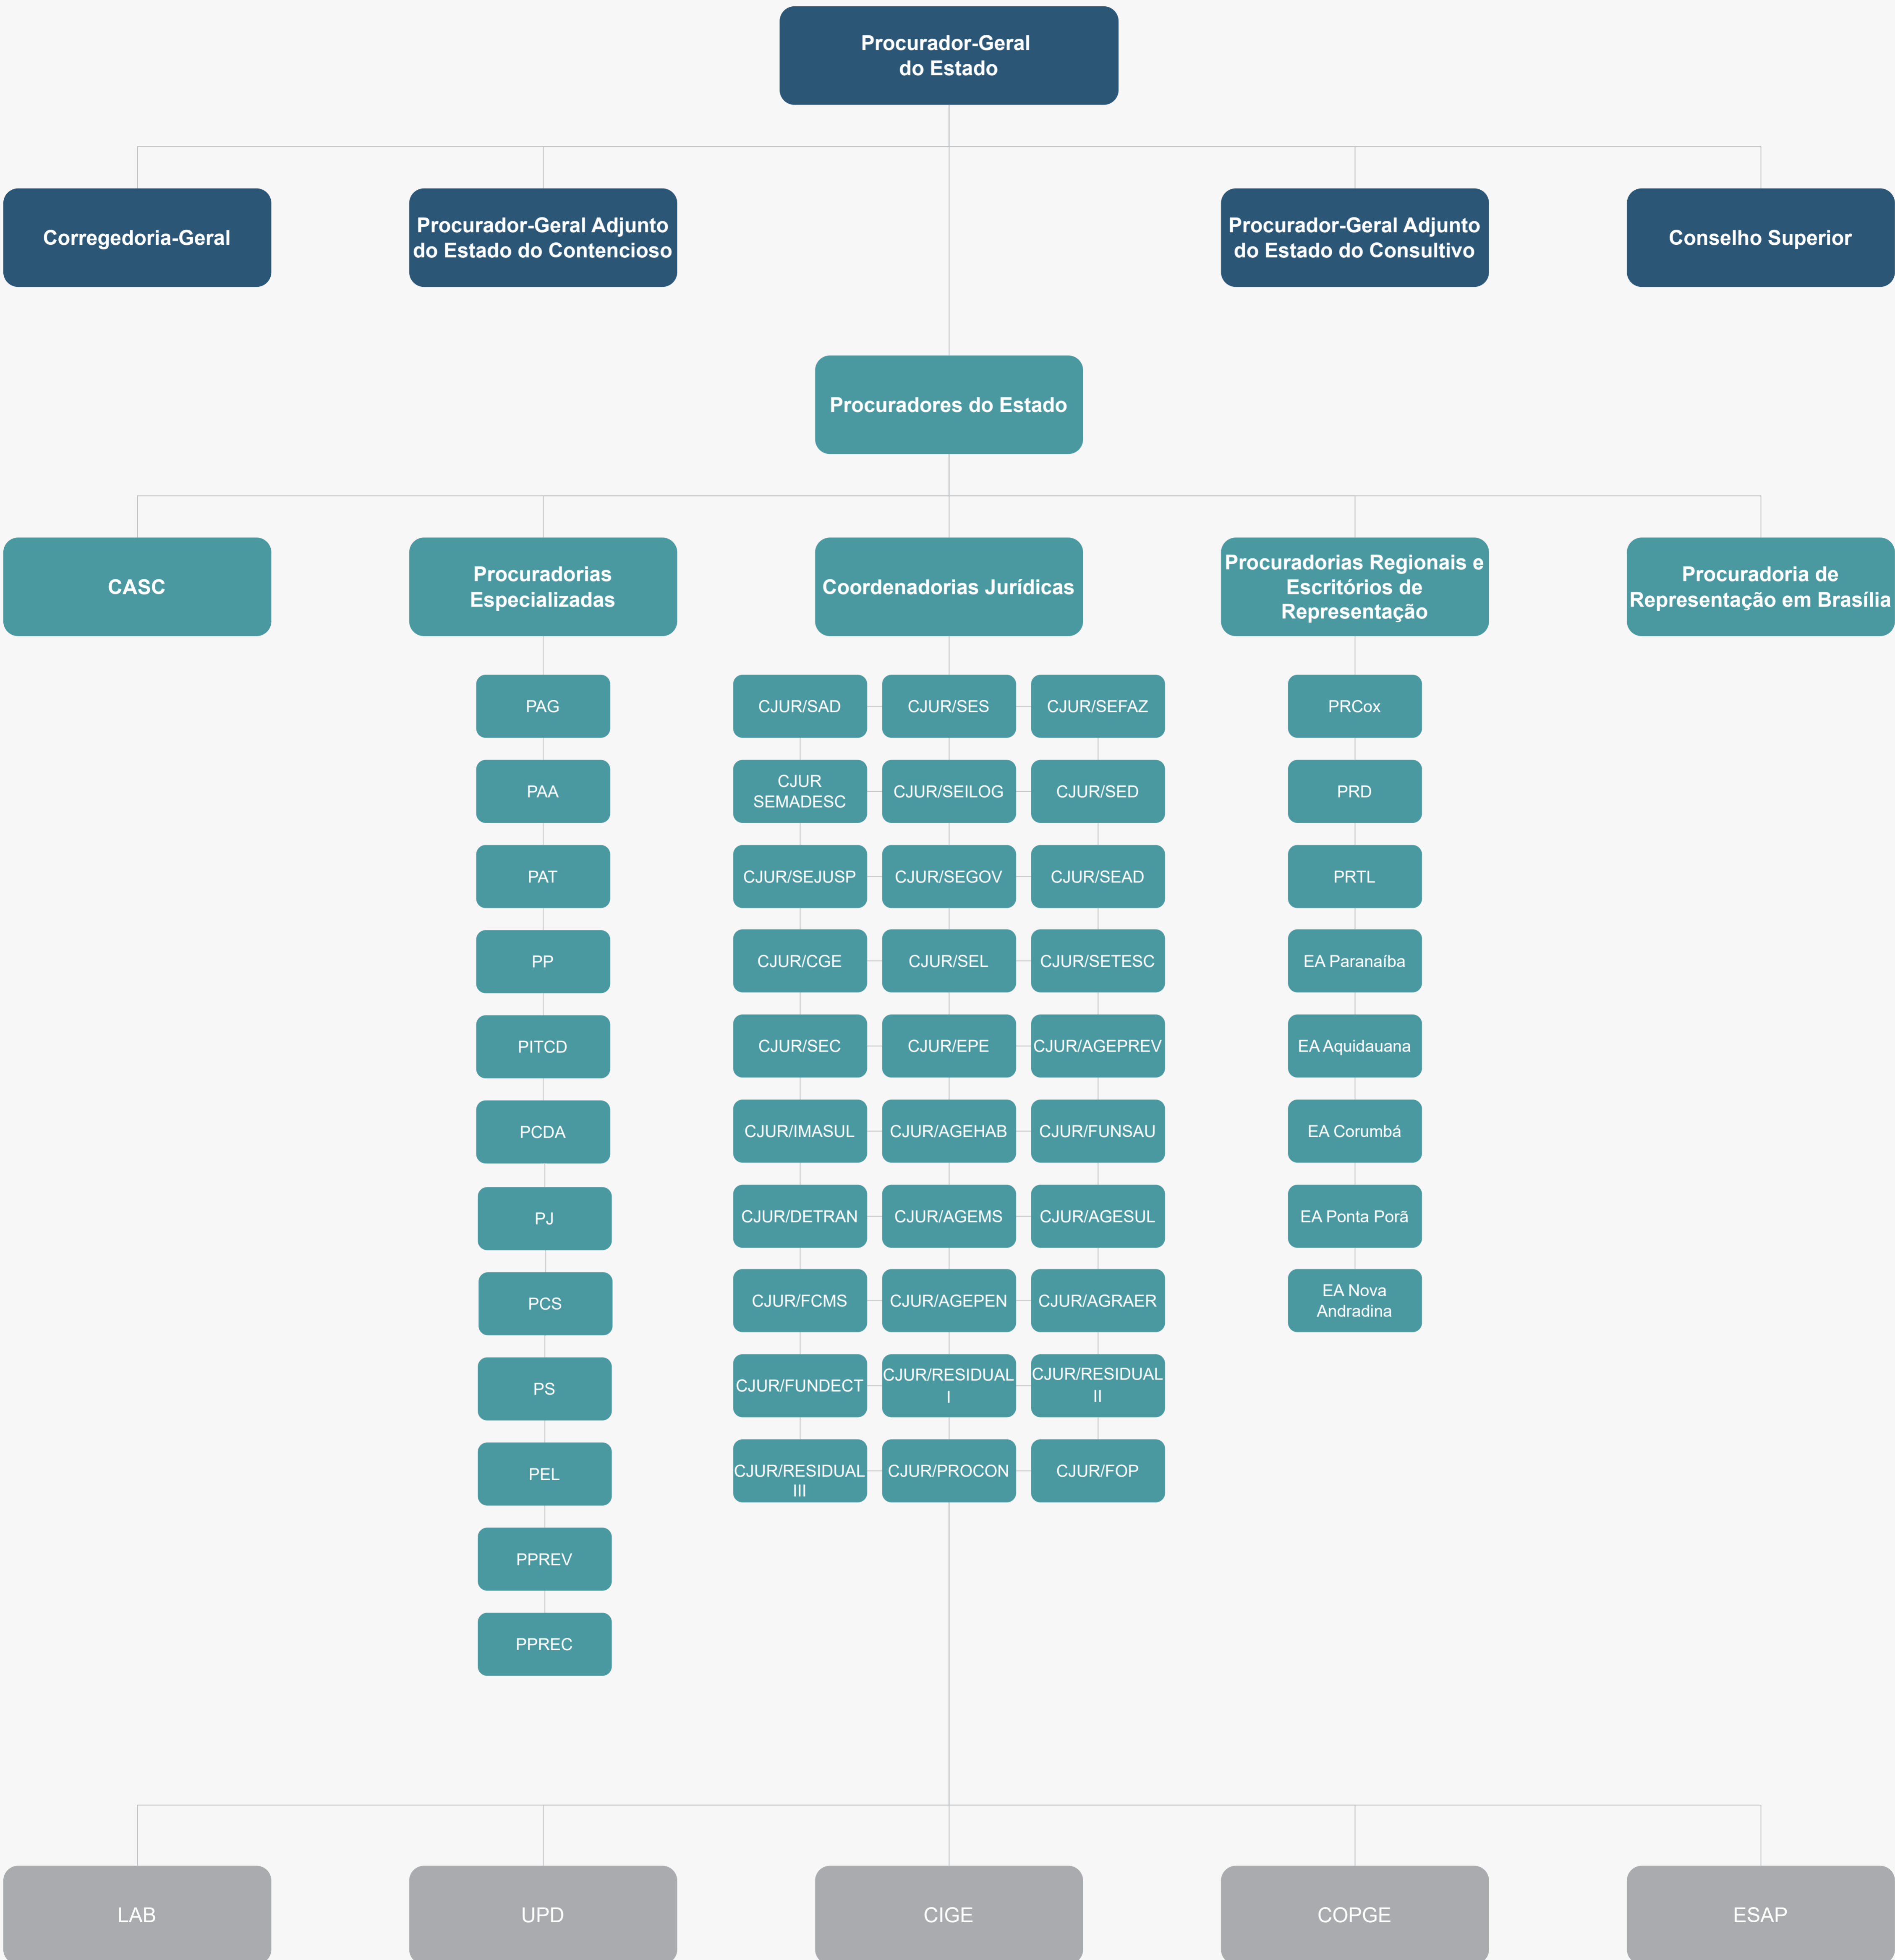 Procurador-Geral
do Estado
Corregedoria-Geral
Procurador-Geral Adjunto
do Estado do Contencioso
Procurador-Geral Adjunto
do Estado do Consultivo
Conselho Superior
Procuradores do Estado
CASC
Procuradorias
Especializadas
Coordenadorias Jurídicas
Procuradorias Regionais e
Escritórios de
Representação
Procuradoria de
Representação em Brasília
PAG
PAA
PAT
PP
PITCD
PCDA
PJ
PCS
PS
PEL
PPREV
PPREC
CJUR/SAD
CJUR/SES
CJUR/SEFAZ
CJUR
SEMADESC
CJUR/SEILOG
CJUR/SED
CJUR/SEJUSP
CJUR/SEGOV
CJUR/SEAD
CJUR/CGE
CJUR/SEL
CJUR/SETESC
CJUR/SEC
CJUR/EPE
CJUR/AGEPREV
CJUR/IMASUL
CJUR/AGEHAB
CJUR/FUNSAU
CJUR/DETRAN
CJUR/AGEMS
CJUR/AGESUL
CJUR/FCMS
CJUR/AGEPEN
CJUR/AGRAER
CJUR/FUNDECT
CJUR/RESIDUAL
I
CJUR/RESIDUAL
II
CJUR/RESIDUAL
III
CJUR/PROCON
CJUR/FOP
PRCox
PRD
PRTL
EA Paranaíba
EA Aquidauana
EA Corumbá
EA Ponta Porã
EA Nova
Andradina
LAB
UPD
CIGE
COPGE
ESAP